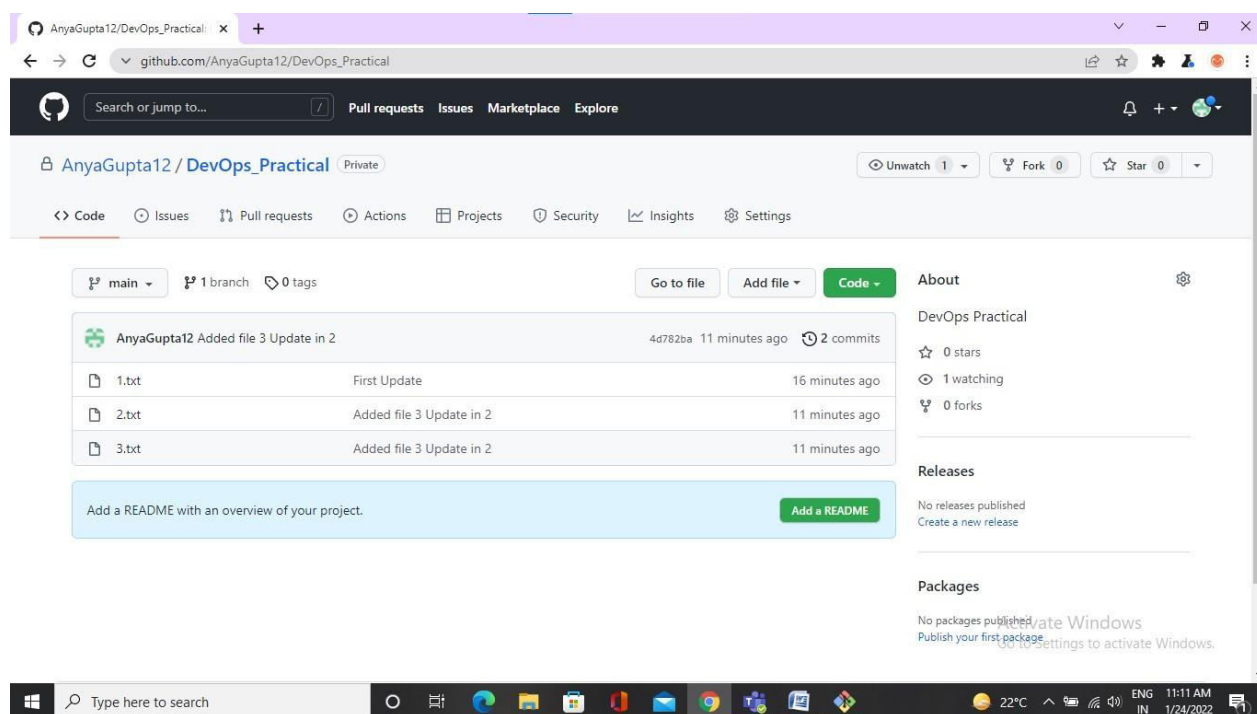 AnyaGupta12/DevOps_Practical:
github.com/AnyaGupta12/DevOps_Practical
Search or jump to... / Pull requests Issues Marketplace Explore
AnyaGupta12 / DevOps_Practical Private
Unwatch 1 Fork 0 Star 0
<> Code Issues Pull requests Actions Projects Security Insights Settings
main 1 branch 0 tags Go to file Add file Code
AnyaGupta12 Added file 3 Update in 2 4d782ba 11 minutes ago 2 commits
1.txt First Update 16 minutes ago
2.txt Added file 3 Update in 2 11 minutes ago
3.txt Added file 3 Update in 2 11 minutes ago
Add a README with an overview of your project. Add a README
About
DevOps Practical
0 stars
1 watching
0 forks
Releases
No releases published
Create a new release
Packages
No packages published
Publish your first package
Activate Windows
Go to Settings to activate Windows.
Type here to search
22°C ENG 11:11 AM
IN 1/24/2022
1